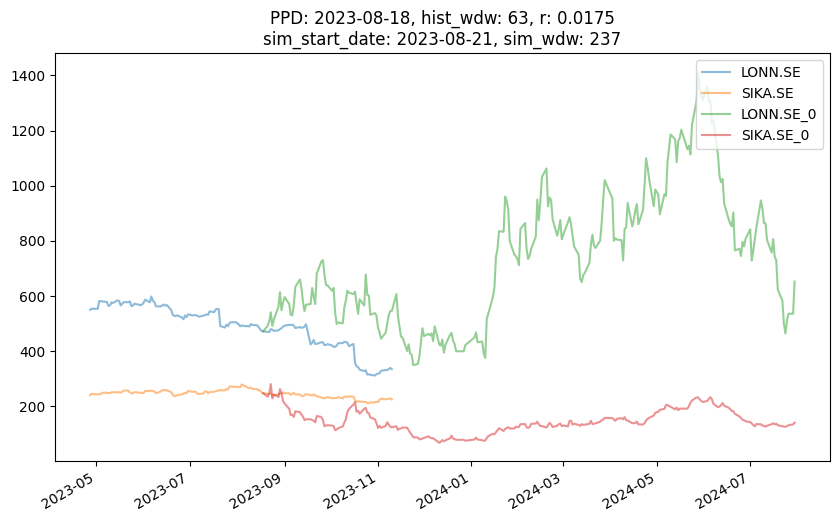 PPD: 2023-08-18, hist_wdw: 63, r: 0.0175
sim_start_date: 2023-08-21, sim_wdw: 237
LONN.SE
SIKA.SE
LONN.SE_0
SIKA.SE_0
1400
1200
1000
800
600
400
200
2023-05
2023-07
2023-09
2023-11
2024-01
2024-03
2024-05
2024-07